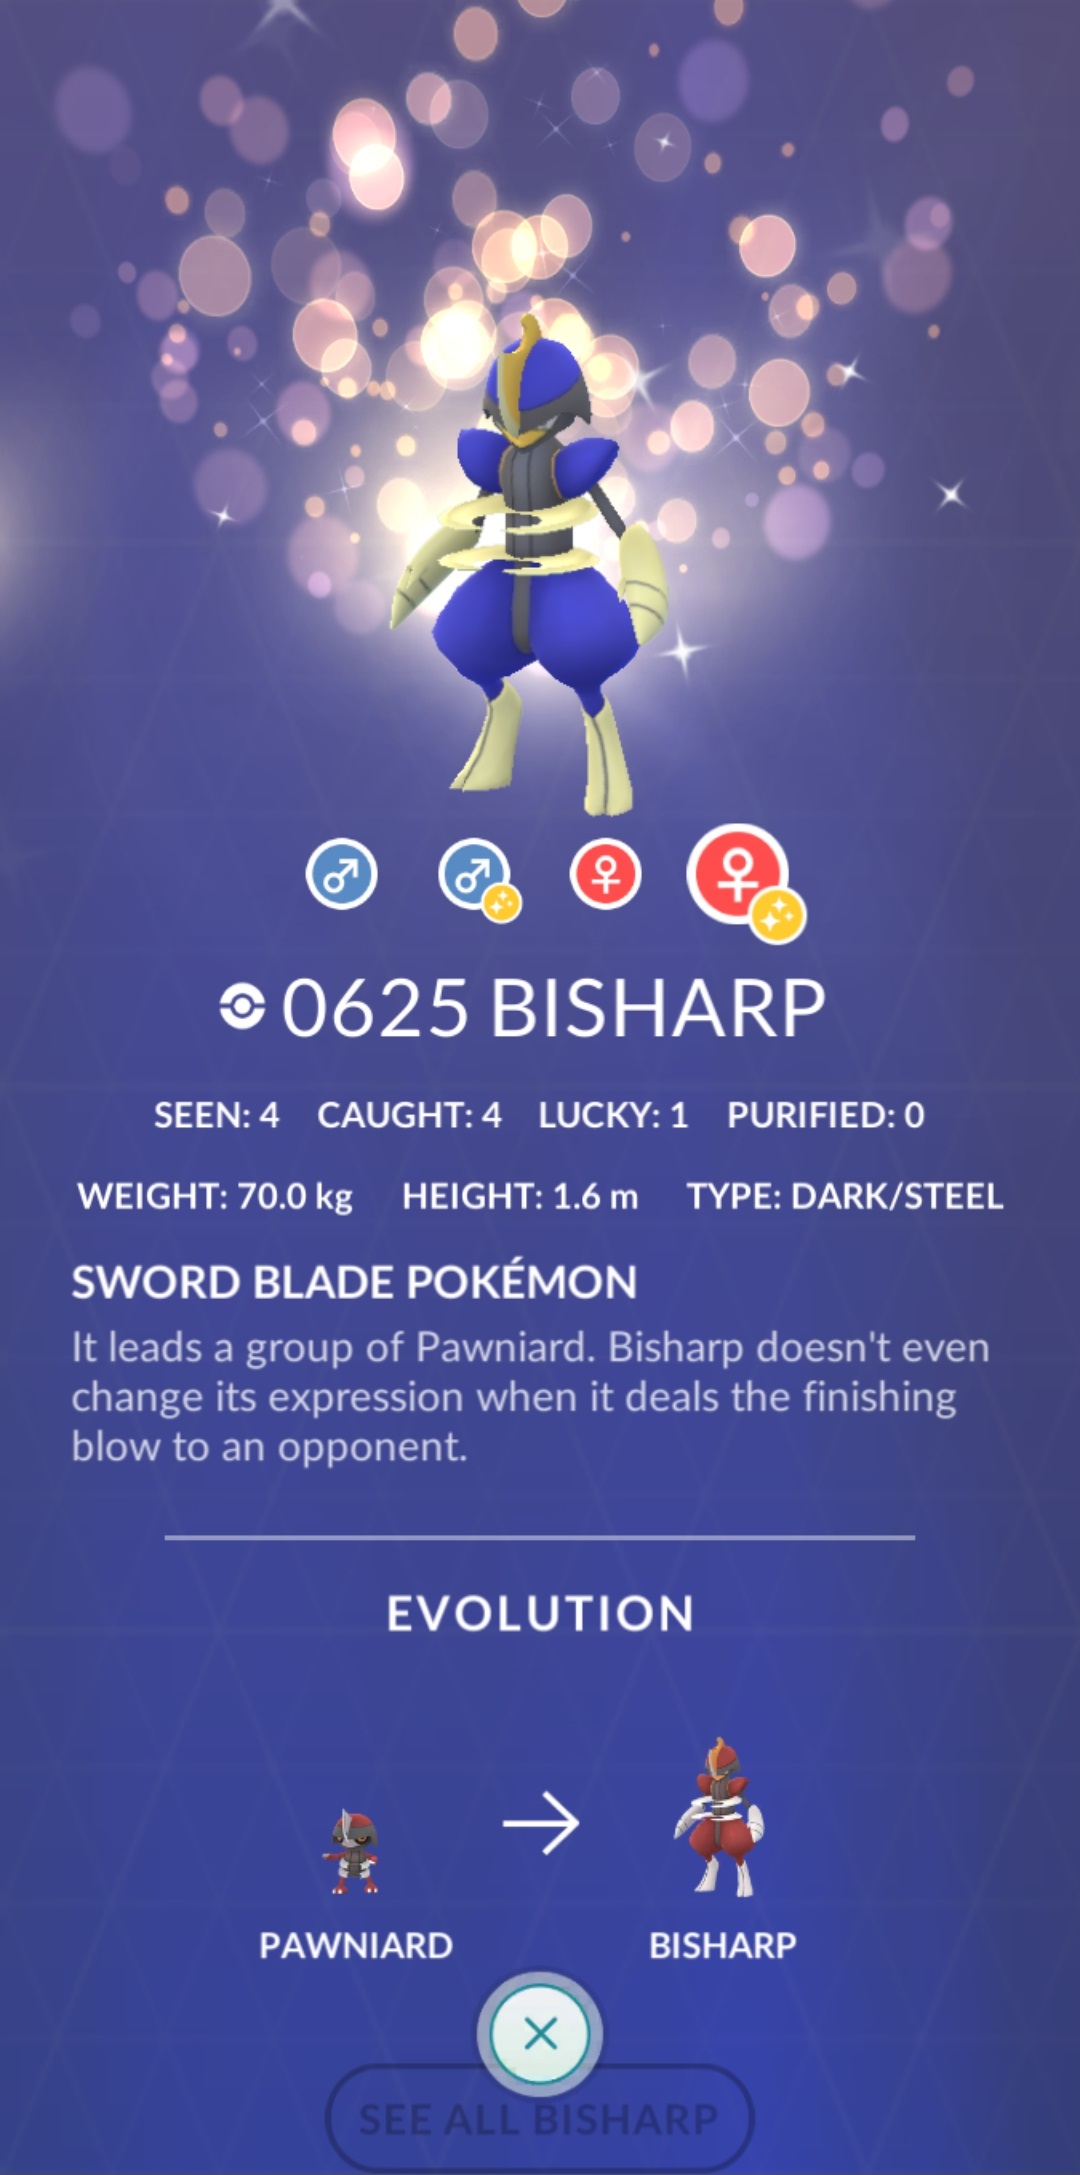 0625 BISHARP
SEEN: 4 CAUGHT: 4 LUCKY: 1 PURIFIED: 0
WEIGHT: 70.0 kg HEIGHT: 1.6 m TYPE: DARK/STEEL
SWORD BLADE POKÉMON
It leads a group of Pawniard. Bisharp doesn't even
change its expression when it deals the finishing
blow to an opponent.
EVOLUTION
PAWNIARD BISHARP
SEE ALL BISHARP